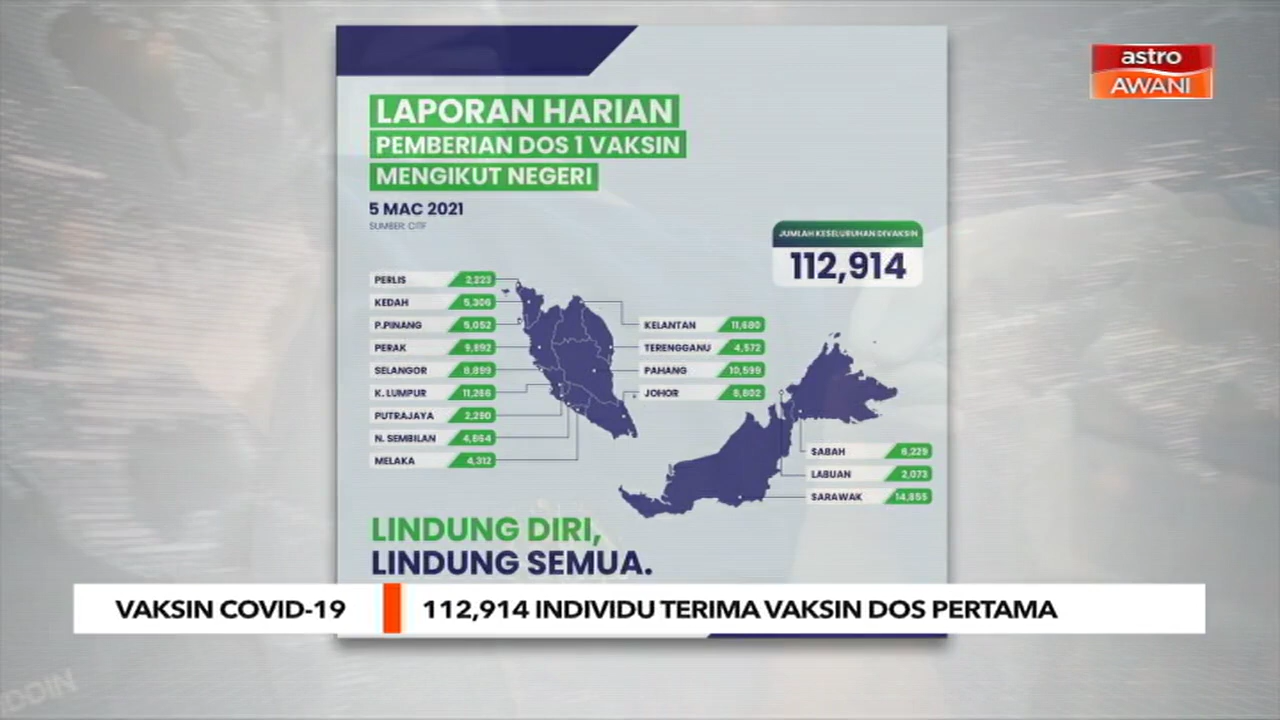 astro
AWANI
LAPORAN HARIAN
PEMBERIAN DOS 1 VAKSIN
MENGIKUT NEGERI
5 MAC 2021
SUMBER: CITF
JUMLAH KESELURUHAN DIVAKSIN
112,914
PERLIS 2,223
KEDAH 5,306
P.PINANG 5,052
PERAK 9,892
SELANGOR 8,899
K. LUMPUR 11,266
PUTRAJAYA 2,290
N. SEMBILAN 4,864
MELAKA 4,312
KELANTAN 11,680
TERENGGANU 4,572
PAHANG 10,599
JOHOR 8,802
SABAH 6,229
LABUAN 2,073
SARAWAK 14,855
LINDUNG DIRI,
LINDUNG SEMUA.
VAKSIN COVID-19
112,914 INDIVIDU TERIMA VAKSIN DOS PERTAMA